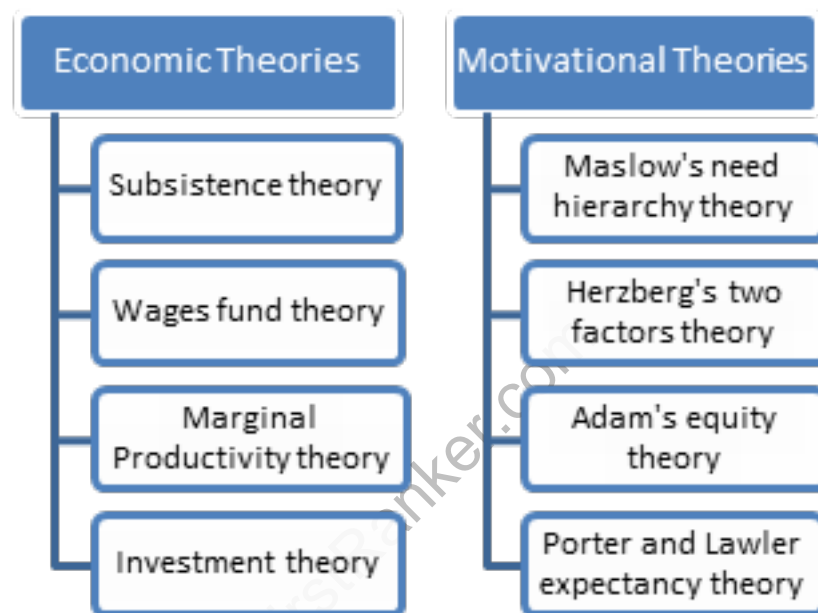 Economic Theories
Subsistence theory
Wages fund theory
Marginal
Productivity theory
Investment theory
Motivational Theories
Maslow's need
hierarchy theory
Herzberg's two
factors theory
Adam's equity
theory
Porter and Lawler
expectancy theory